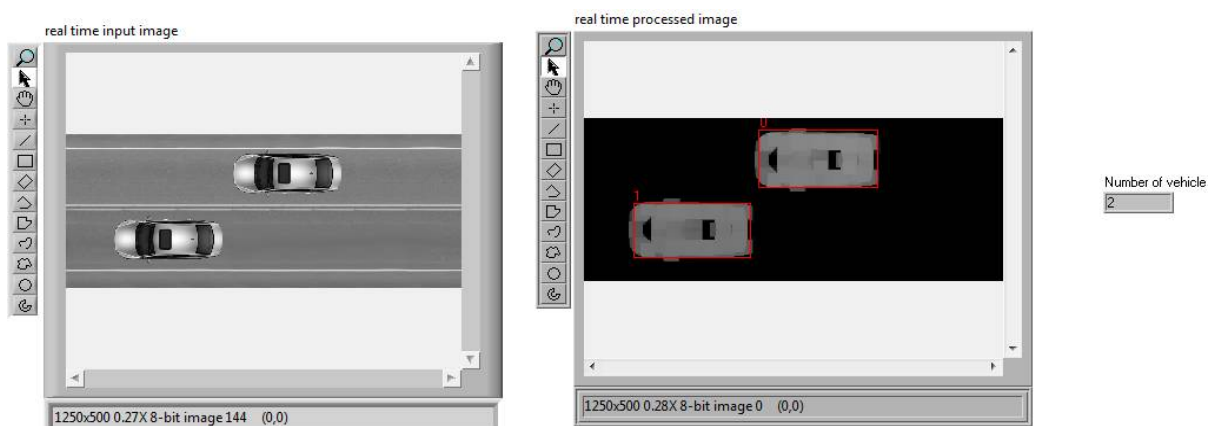 real time input image
1250x500 0.27X 8-bit image 144 (0,0)
real time processed image
0
1
1250x500 0.28X 8-bit image 0 (0,0)
Number of vehicle
2